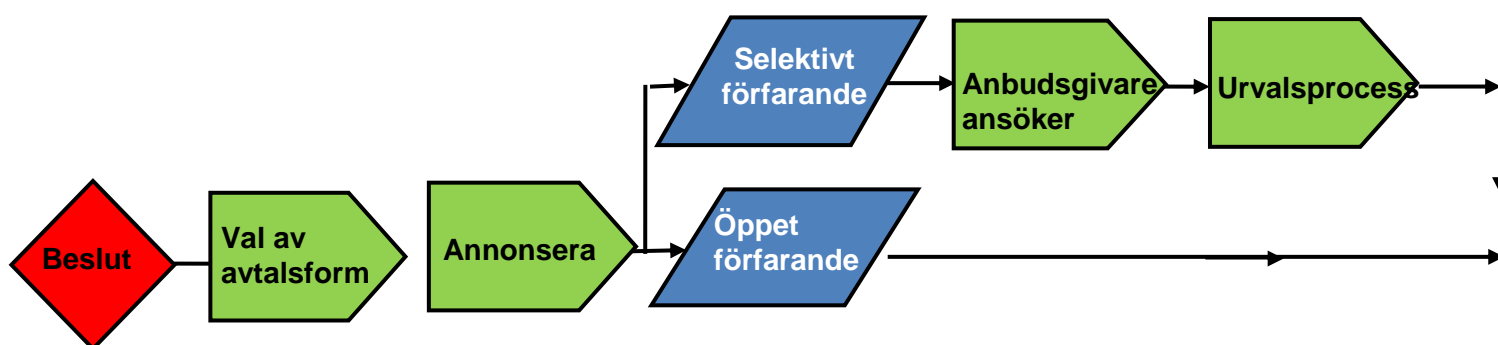 Beslut
Val av
avtalsform
Annonsera
Selektivt
förfarande
Anbudsgivare
ansöker
Urvalsprocess
Öppet
förfarande